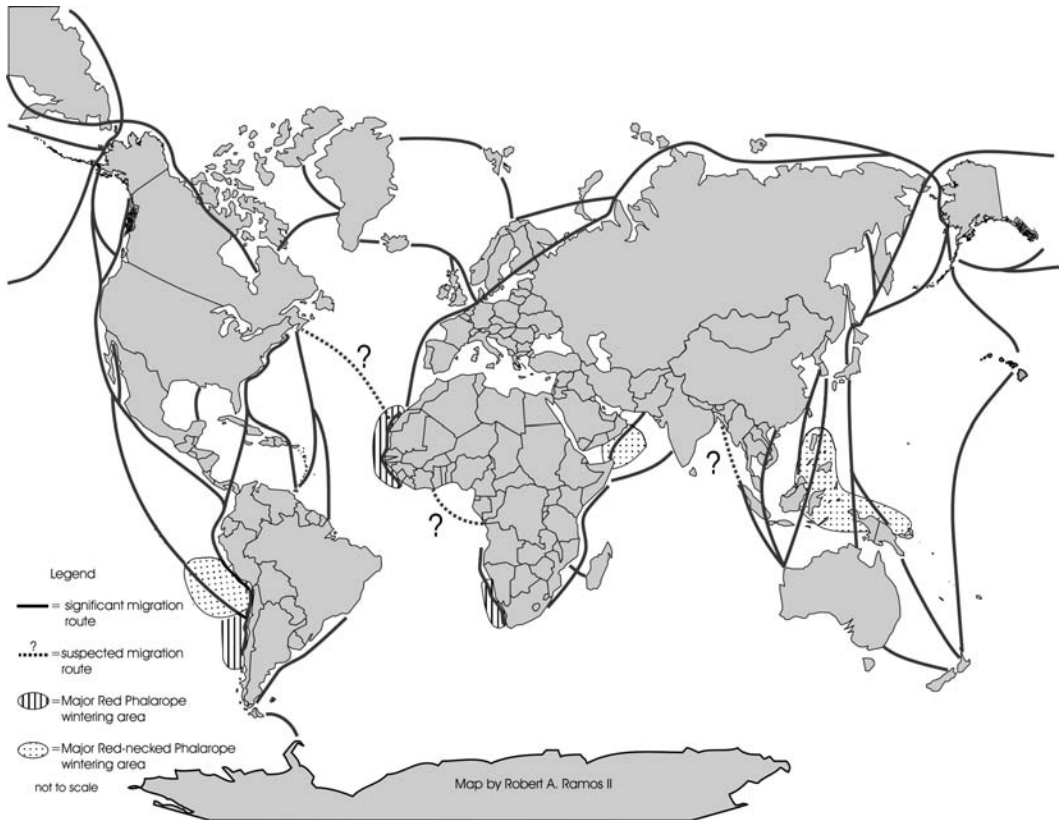 ?
?
?
Legend
= significant migration
route
?
=suspected migration
route
=Major Red Phalarope
wintering area
=Major Red-necked Phalarope
wintering area
not to scale
Map by Robert A. Ramos II